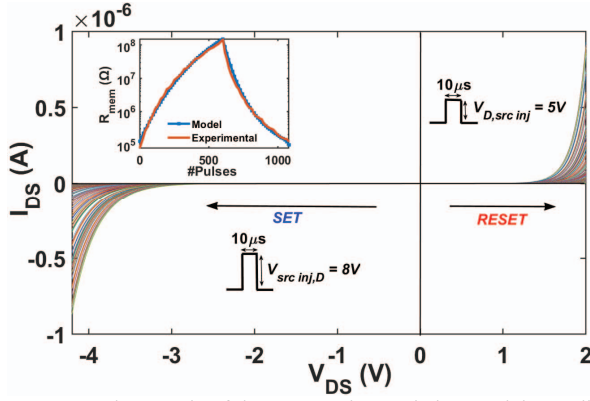 ×10⁻⁶
1
0.5
0
-0.5
-1
I_DS (A)
10⁸
10⁷
10⁶
10⁵
R_mem (Ω)
Model
Experimental
0 500 1000
#Pulses
10μs
V_D,src inj = 5V
SET
RESET
10μs
V_src inj,D = 8V
-4 -3 -2 -1 0 1 2
V_DS (V)